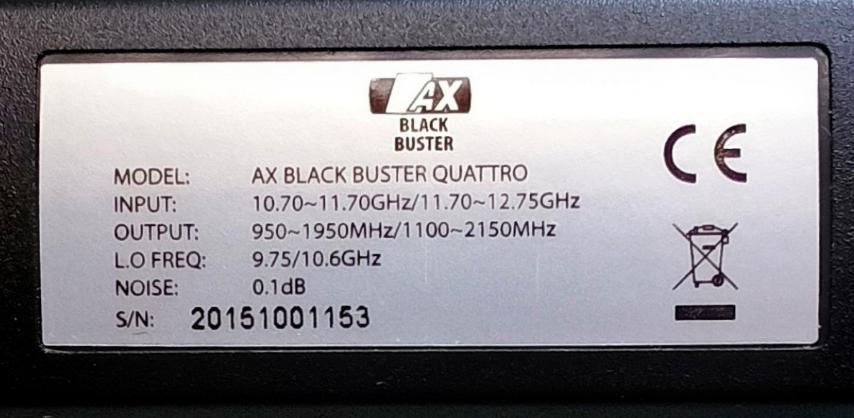 AX
BLACK
BUSTER
MODEL: AX BLACK BUSTER QUATTRO
INPUT: 10.70~11.70GHz/11.70~12.75GHz
OUTPUT: 950~1950MHz/1100~2150MHz
L.O FREQ: 9.75/10.6GHz
NOISE: 0.1dB
S/N: 20151001153
CE